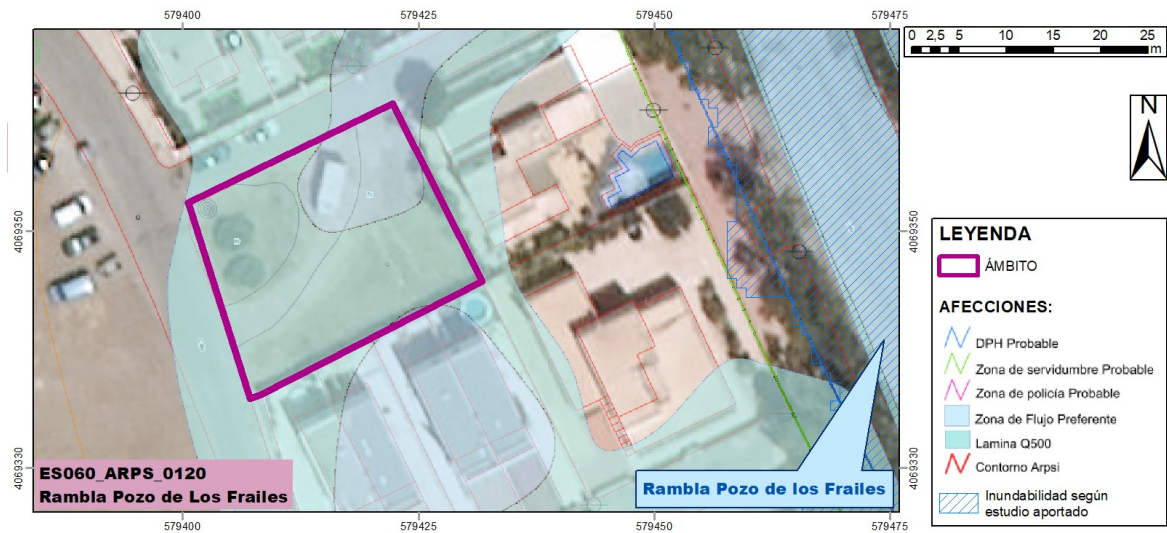 579400
579425
579450
579475
0 2,5 5 10 15 20 25
m
N
4069350
4069350
LEYENDA
ÁMBITO
AFECCIONES:
DPH Probable
Zona de servidumbre Probable
Zona de policía Probable
Zona de Flujo Preferente
Lamina Q500
Contorno Arpsi
Inundabilidad según
estudio aportado
4069330
4069330
ES060_ARPS_0120
Rambla Pozo de Los Frailes
Rambla Pozo de los Frailes
579400
579425
579450
579475